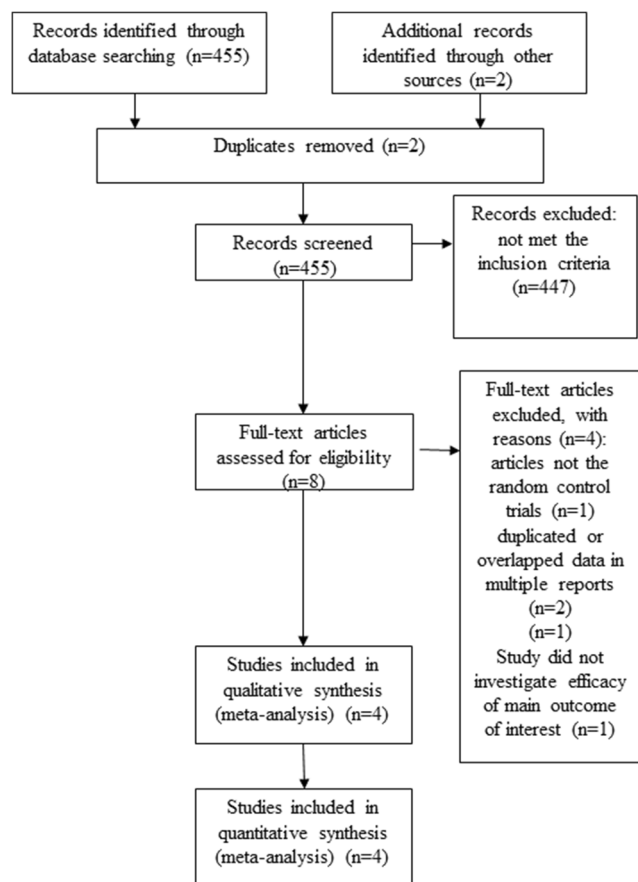 Records identified through
database searching (n=455)
Additional records
identified through other
sources (n=2)
Duplicates removed (n=2)
Records screened
(n=455)
Records excluded:
not met the
inclusion criteria
(n=447)
Full-text articles
assessed for eligibility
(n=8)
Full-text articles
excluded, with
reasons (n=4):
articles not the
random control
trials (n=1)
duplicated or
overlapped data in
multiple reports
(n=2)
(n=1)
Study did not
investigate efficacy
of main outcome
of interest (n=1)
Studies included in
qualitative synthesis
(meta-analysis) (n=4)
Studies included in
quantitative synthesis
(meta-analysis) (n=4)